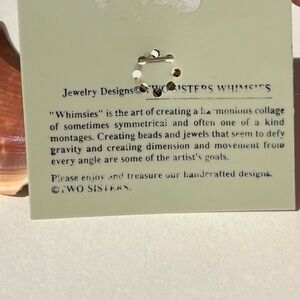 Jewelry Designs© TWO SISTERS WHIMSIES
"Whimsies" is the art of creating a harmonious collage
of sometimes symmetrical and often one of a kind
montages. Creating beads and jewels that seem to defy
gravity and creating dimension and movement from
every angle are some of the artist's goals.
Please enjoy and treasure our handcrafted designs.
©TWO SISTERS.